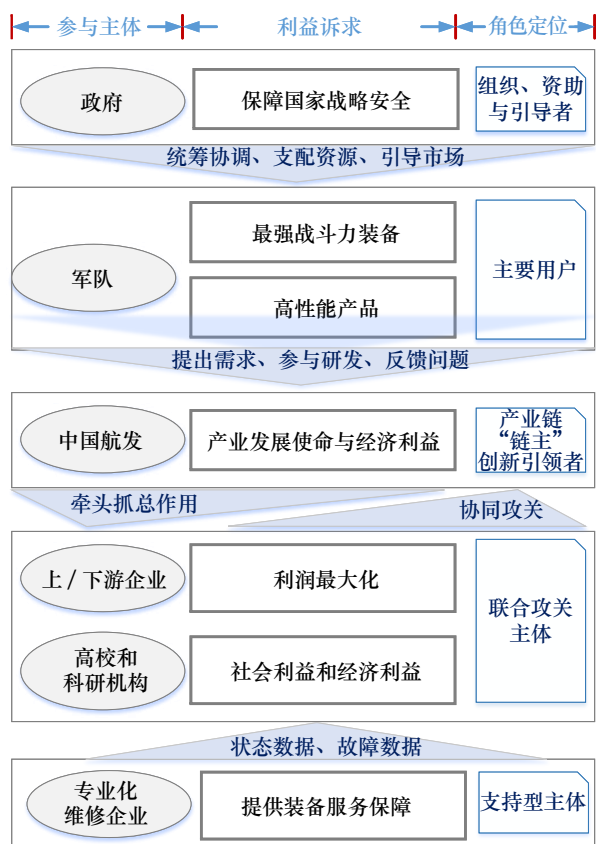 参与主体 利益诉求 角色定位
政府 保障国家战略安全 组织、资助
与引导者
统筹协调、支配资源、引导市场
军队 最强战斗力装备 主要用户
高性能产品
提出需求、参与研发、反馈问题
中国航发 产业发展使命与经济利益 产业链
“链主”
创新引领者
牵头抓总作用 协同攻关
上/下游企业 利润最大化 联合攻关
主体
高校和
科研机构 社会利益和经济利益
状态数据、故障数据
专业化
维修企业 提供装备服务保障 支持型主体